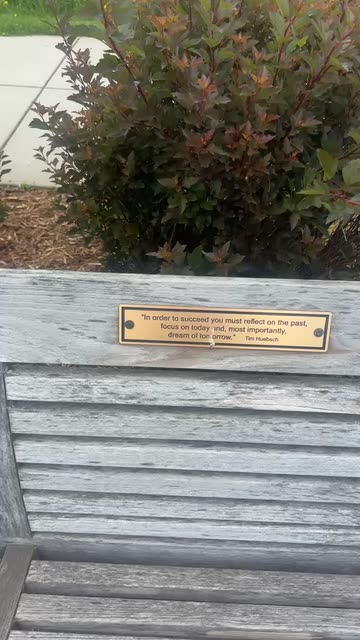 "In order to succeed you must reflect on the past,
focus on today and, most importantly,
dream of tomorrow." Tim Huebsch